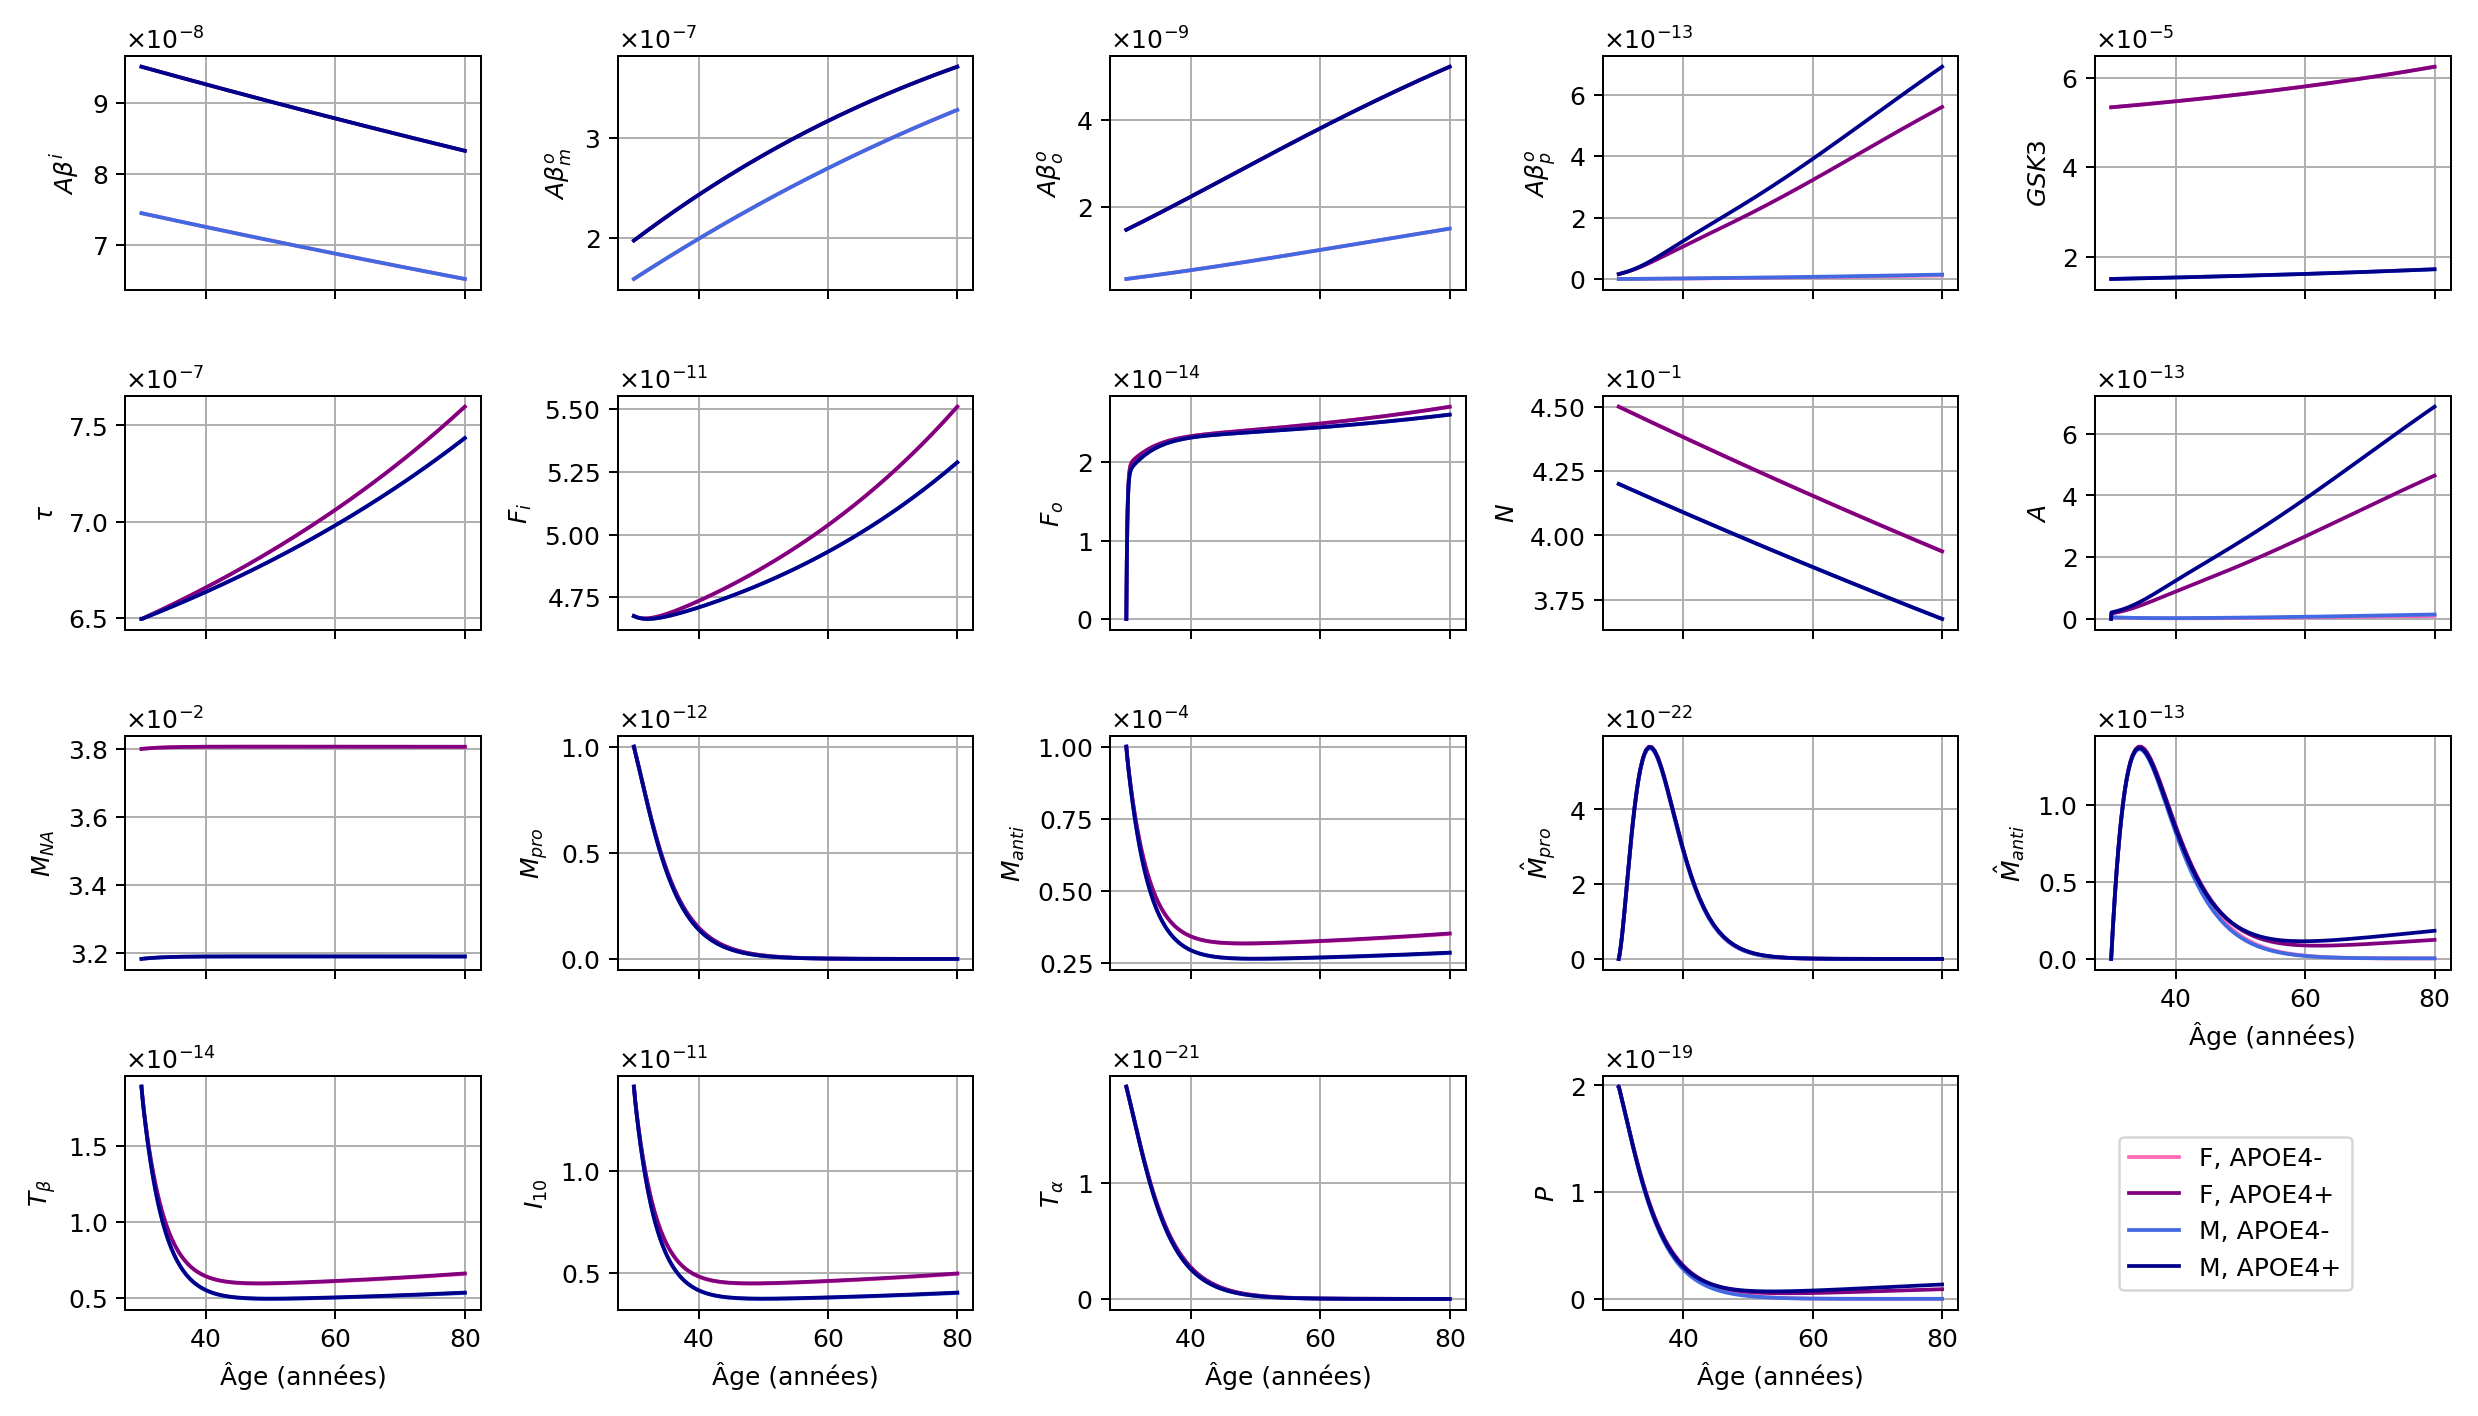 ×10⁻⁸ ×10⁻⁷ ×10⁻⁹ ×10⁻¹³ ×10⁻⁵
Aβⁱ 9 8 7
Aβₘᵒ 3 2
Aβₒᵒ 4 2
Aβₚᵒ 6 4 2 0
GSK3 6 4 2
×10⁻⁷ ×10⁻¹¹ ×10⁻¹⁴ ×10⁻¹ ×10⁻¹³
τ 7.5 7.0 6.5
Fᵢ 5.50 5.25 5.00 4.75
Fₒ 2 1 0
N 4.50 4.25 4.00 3.75
A 6 4 2 0
×10⁻² ×10⁻¹² ×10⁻⁴ ×10⁻²² ×10⁻¹³
M_NA 3.8 3.6 3.4 3.2
M_pro 1.0 0.5 0.0
M_anti 1.00 0.75 0.50 0.25
M̂_pro 4 2 0
M̂_anti 1.0 0.5 0.0
40 60 80
Âge (années)
×10⁻¹⁴ ×10⁻¹¹ ×10⁻²¹ ×10⁻¹⁹
T_β 1.5 1.0 0.5
I₁₀ 1.0 0.5
T_α 1 0
P 2 1 0
40 60 80 40 60 80 40 60 80 40 60 80
Âge (années) Âge (années) Âge (années) Âge (années)
F, APOE4-
F, APOE4+
M, APOE4-
M, APOE4+